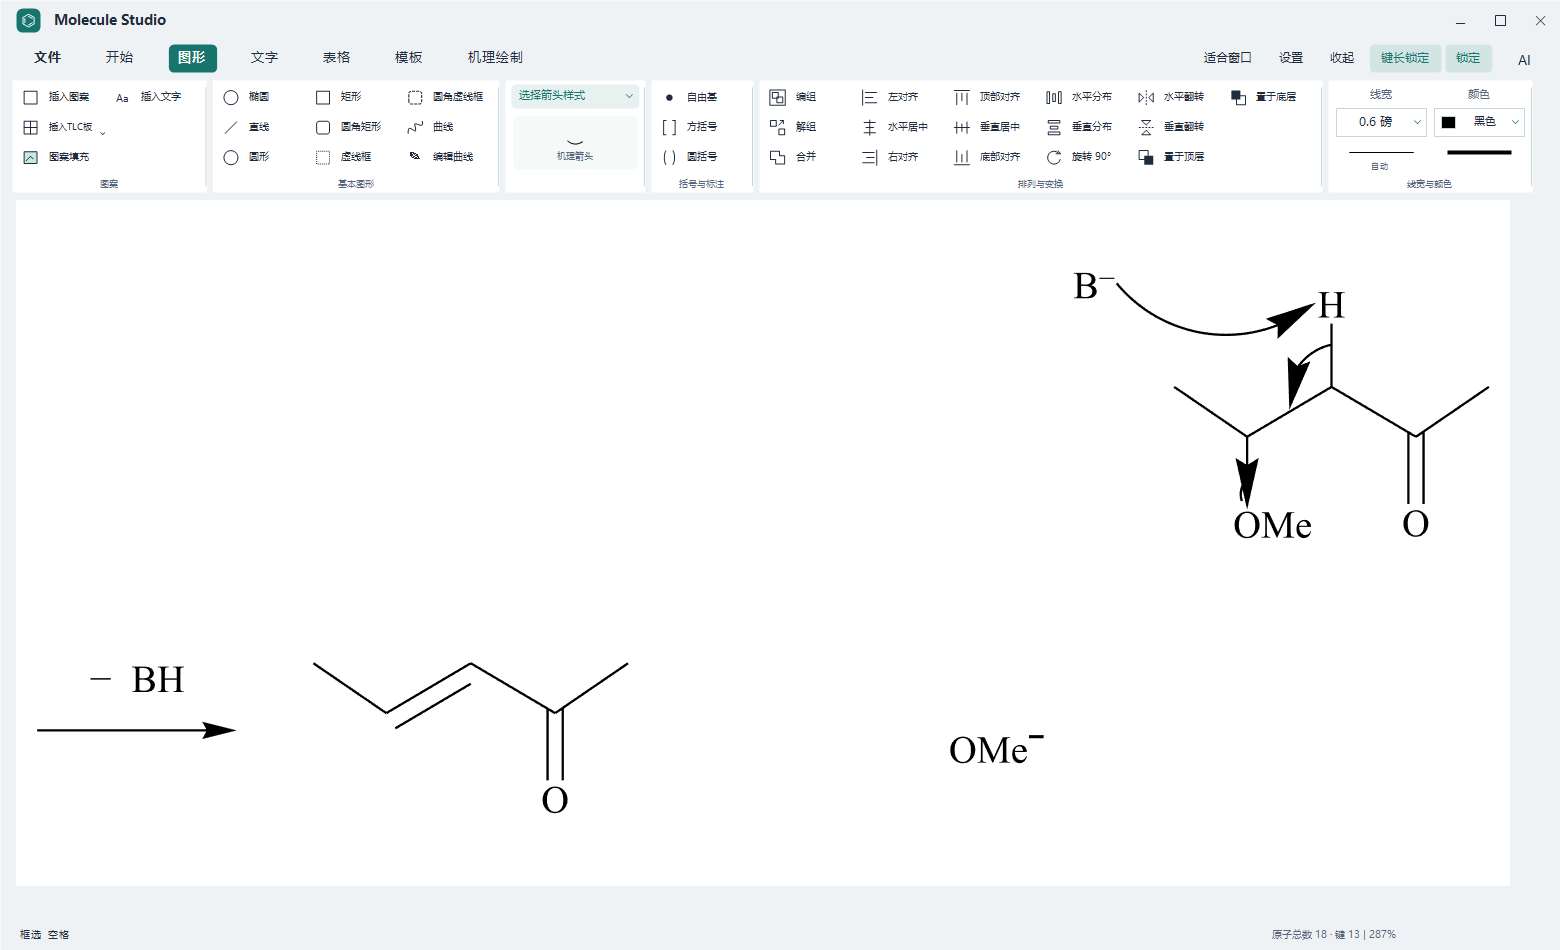 Molecule Studio
文件 开始 图形 文字 表格 模板 机理绘制 适合窗口 设置 收起 键长锁定 锁定 AI
插入图案 Aa 插入文字 椭圆 矩形 圆角虚线框 选择箭头样式 自由基 编组 左对齐 顶部对齐 水平分布 水平翻转 置于底层 线宽 颜色
插入TLC板 直线 圆角矩形 曲线 方括号 解组 水平居中 垂直居中 垂直分布 垂直翻转 0.6 磅 黑色
图案填充 圆形 虚线框 编辑曲线 机理箭头 圆括号 合并 右对齐 底部对齐 旋转 90° 置于顶层 自动
图案 基本图形 括号与标注 排列与变换 线宽与颜色
B−
H
OMe O
− BH
OMe−
O
框选 空格 原子总数 18 · 键 13 | 287%